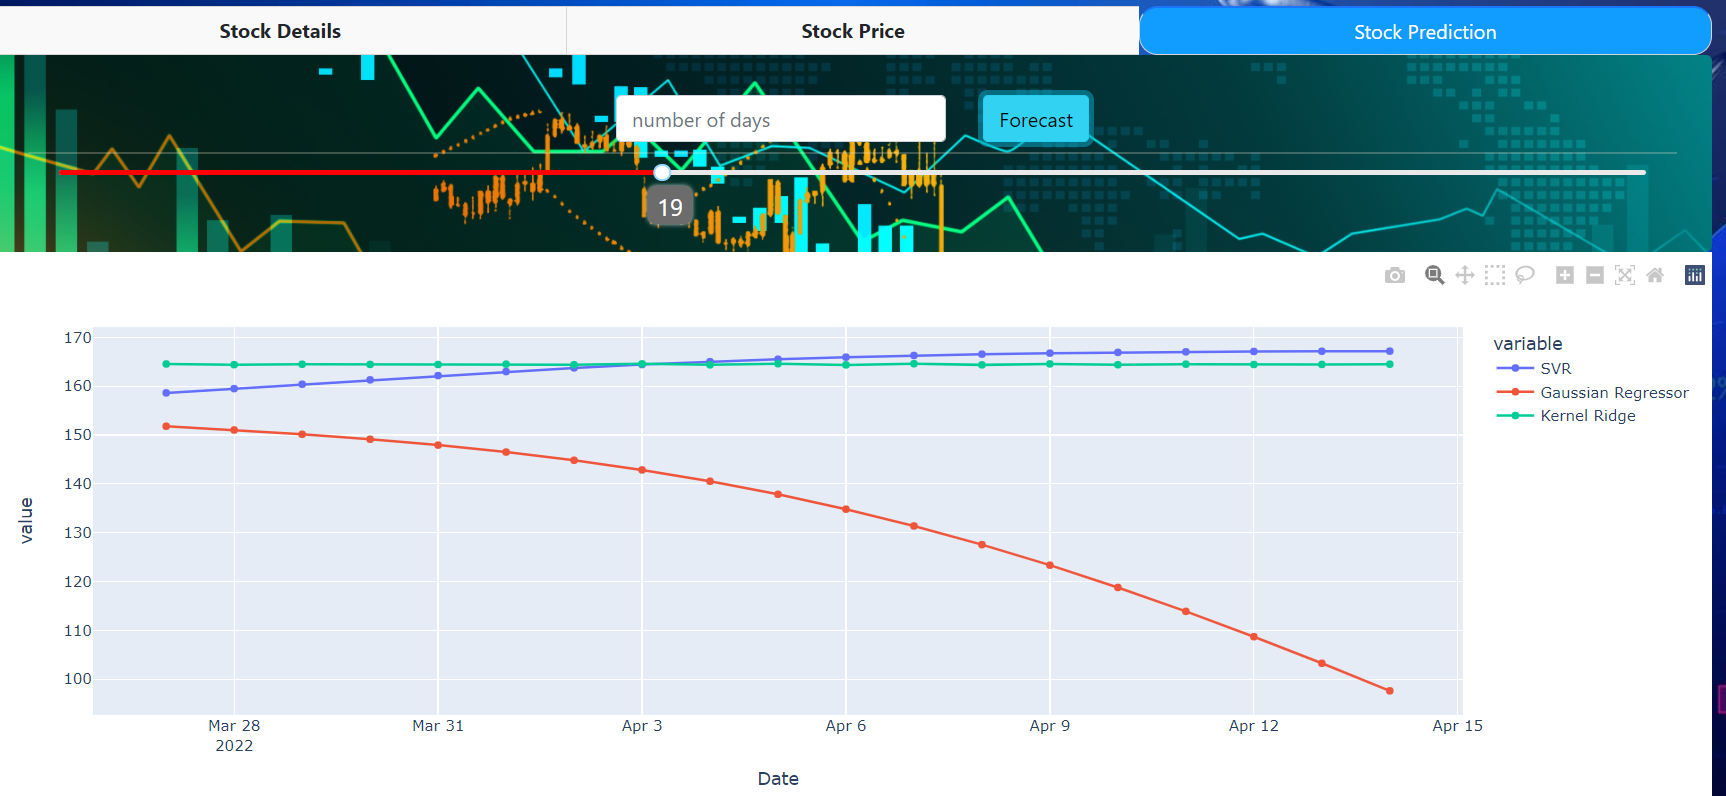 Stock Details
Stock Price
Stock Prediction
number of days
Forecast
19
variable
SVR
Gaussian Regressor
Kernel Ridge
170
160
150
140
130
120
110
100
value
Mar 28
2022
Mar 31
Apr 3
Apr 6
Apr 9
Apr 12
Apr 15
Date